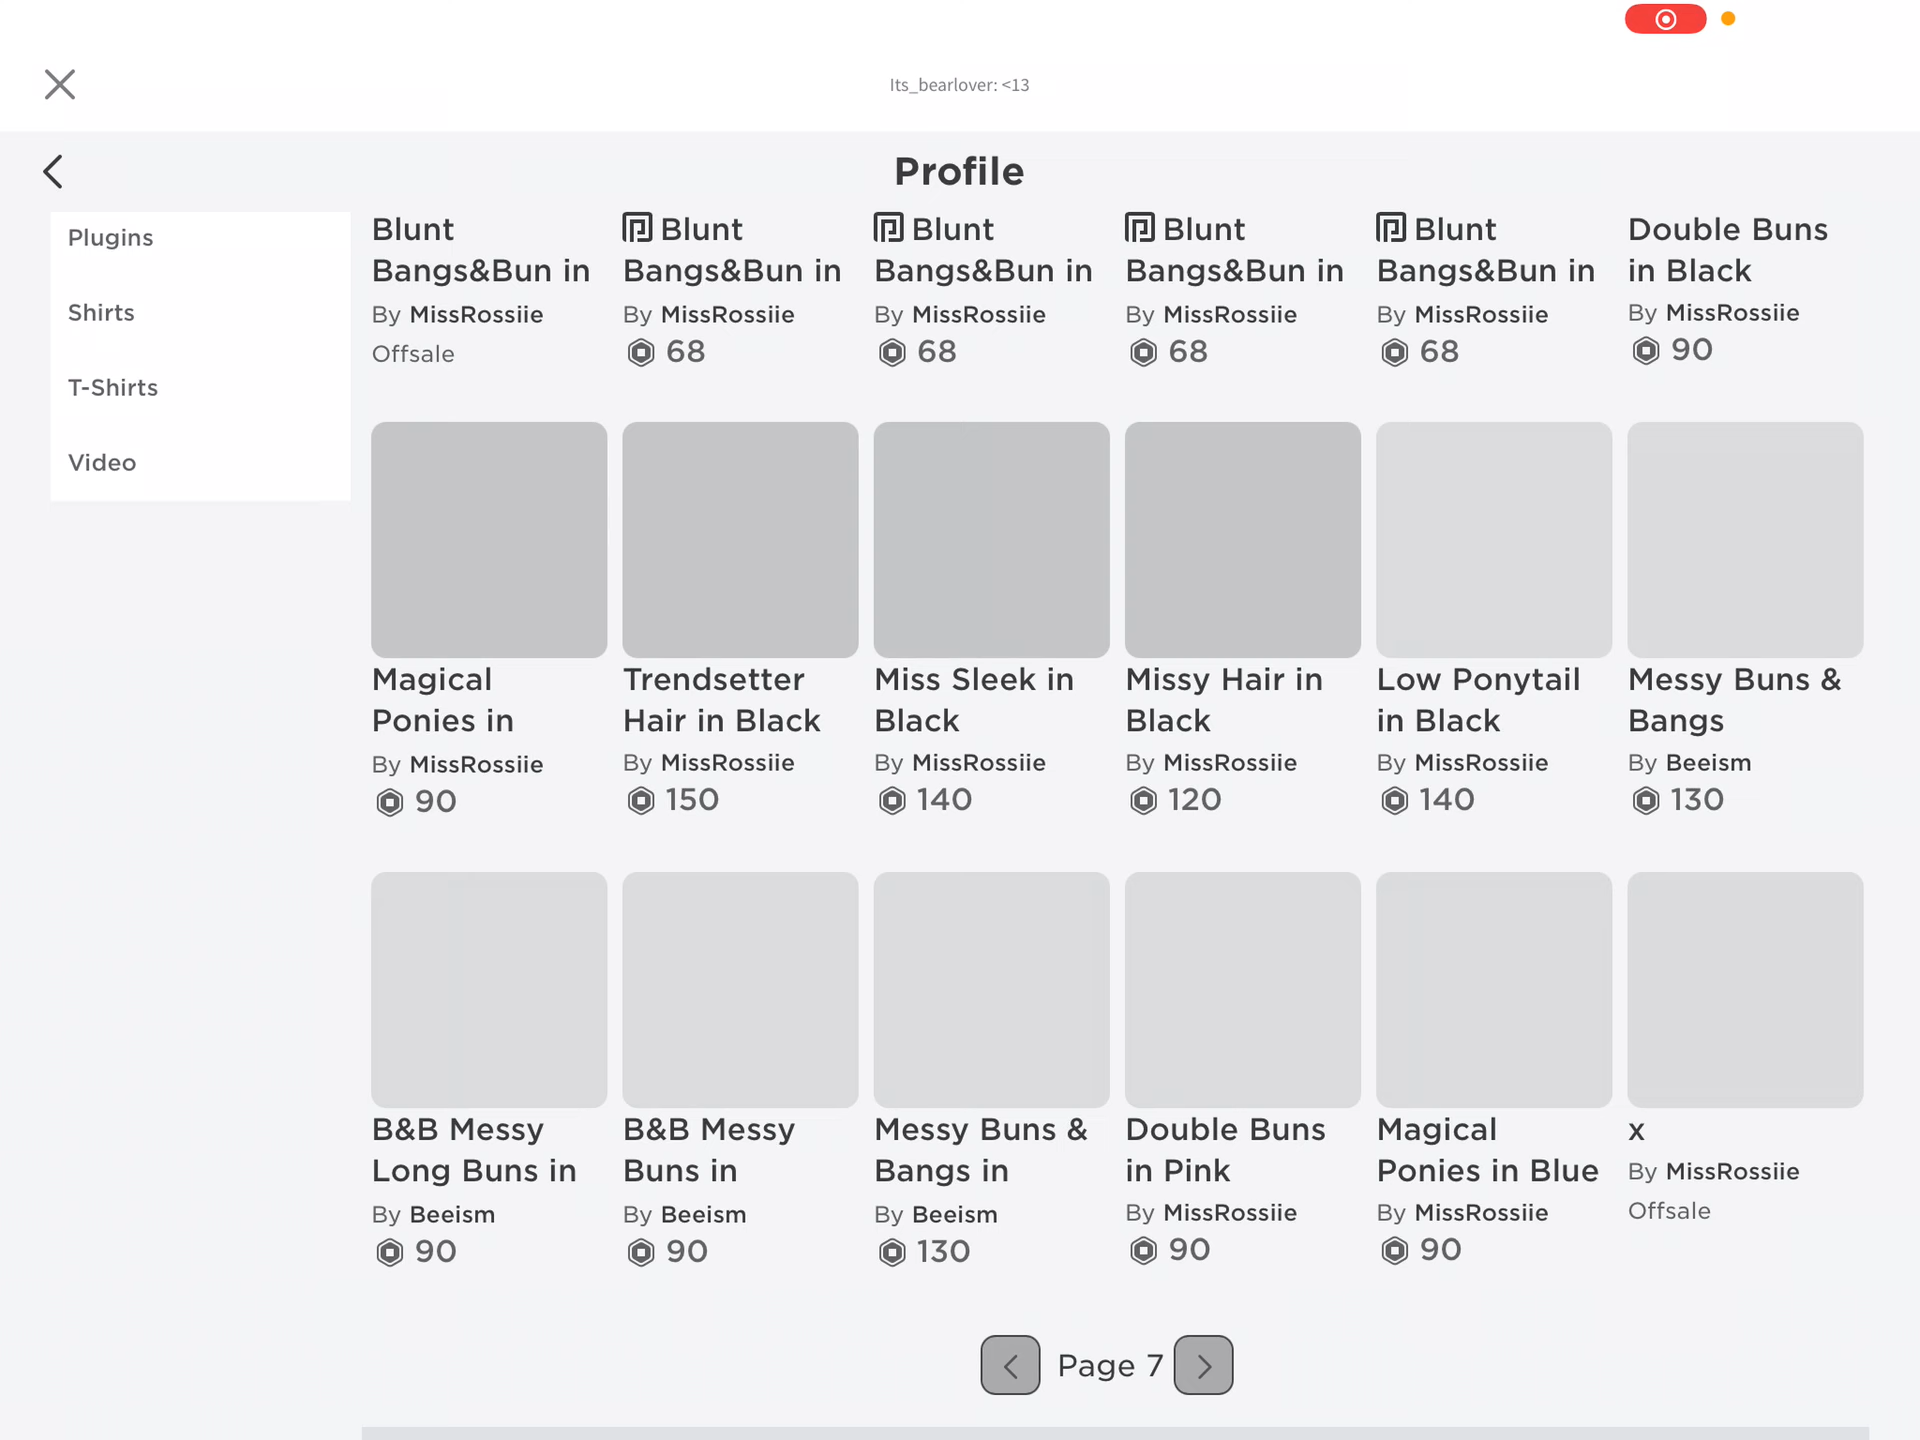 Its_bearlover: <13
Profile
Plugins
Shirts
T-Shirts
Video
Blunt
Bangs&Bun in
By MissRossiie
Offsale
Blunt
Bangs&Bun in
By MissRossiie
68
Blunt
Bangs&Bun in
By MissRossiie
68
Blunt
Bangs&Bun in
By MissRossiie
68
Blunt
Bangs&Bun in
By MissRossiie
68
Double Buns
in Black
By MissRossiie
90
Magical
Ponies in
By MissRossiie
90
Trendsetter
Hair in Black
By MissRossiie
150
Miss Sleek in
Black
By MissRossiie
140
Missy Hair in
Black
By MissRossiie
120
Low Ponytail
in Black
By MissRossiie
140
Messy Buns &
Bangs
By Beeism
130
B&B Messy
Long Buns in
By Beeism
90
B&B Messy
Buns in
By Beeism
90
Messy Buns &
Bangs in
By Beeism
130
Double Buns
in Pink
By MissRossiie
90
Magical
Ponies in Blue
By MissRossiie
90
x
By MissRossiie
Offsale
Page 7